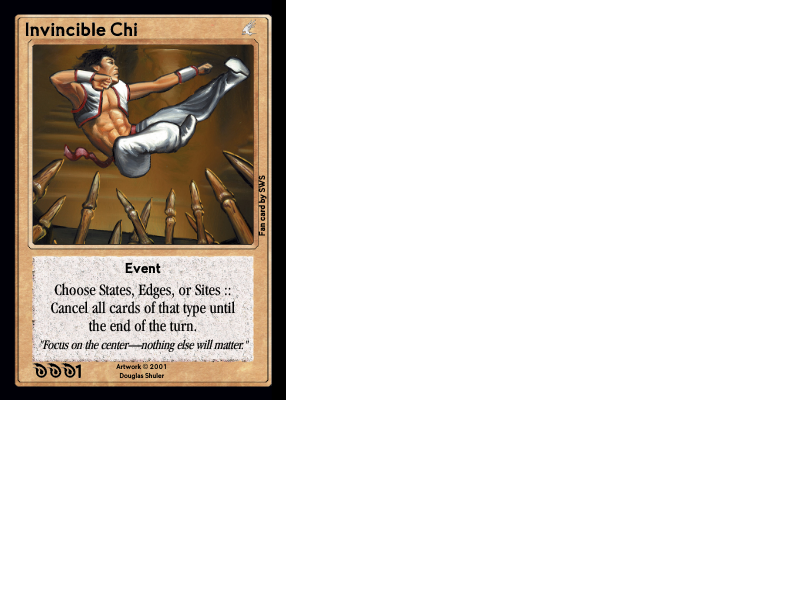 Invincible Chi
Fan card by SWS
Event
Choose States, Edges, or Sites ::
Cancel all cards of that type until
the end of the turn.
"Focus on the center—nothing else will matter."
1
Artwork © 2001
Douglas Shuler